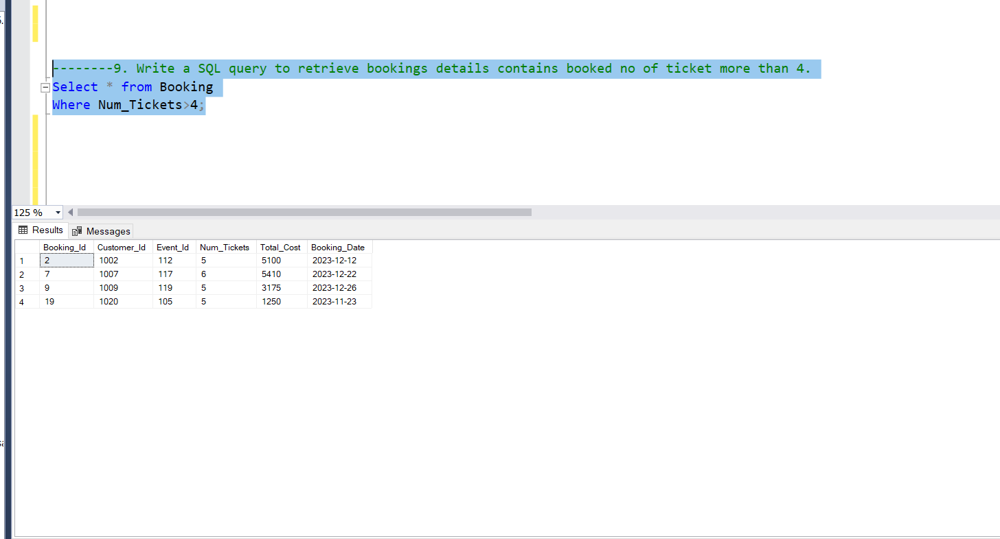 --------9. Write a SQL query to retrieve bookings details contains booked no of ticket more than 4.
Select * from Booking
Where Num_Tickets>4;
125 %
Results Messages
Booking_Id Customer_Id Event_Id Num_Tickets Total_Cost Booking_Date
1 2 1002 112 5 5100 2023-12-12
2 7 1007 117 6 5410 2023-12-22
3 9 1009 119 5 3175 2023-12-26
4 19 1020 105 5 1250 2023-11-23